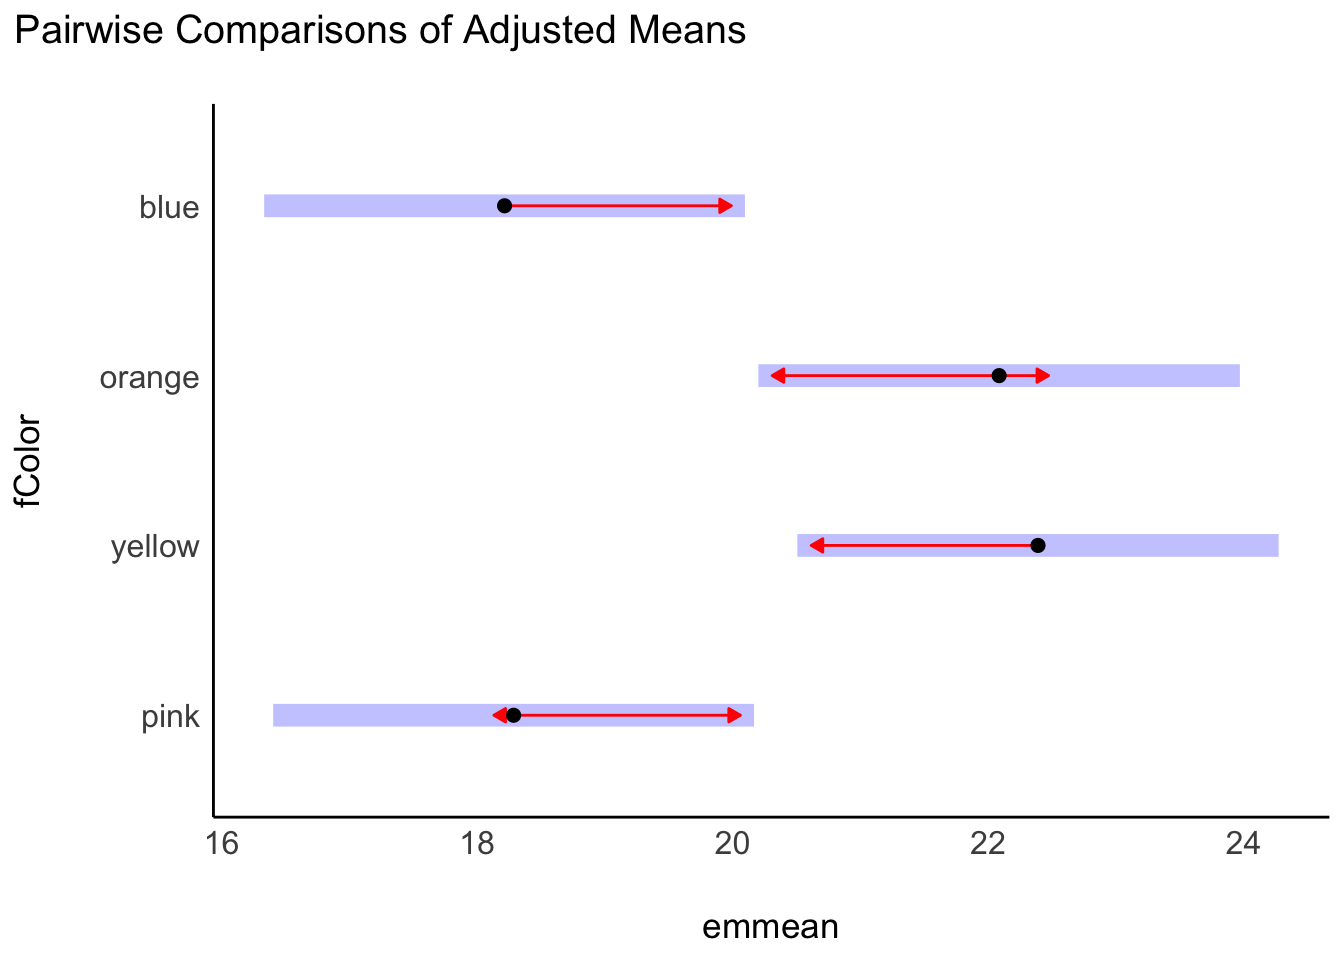 Pairwise Comparisons of Adjusted Means
blue
orange
yellow
pink
fColor
16 18 20 22 24
emmean